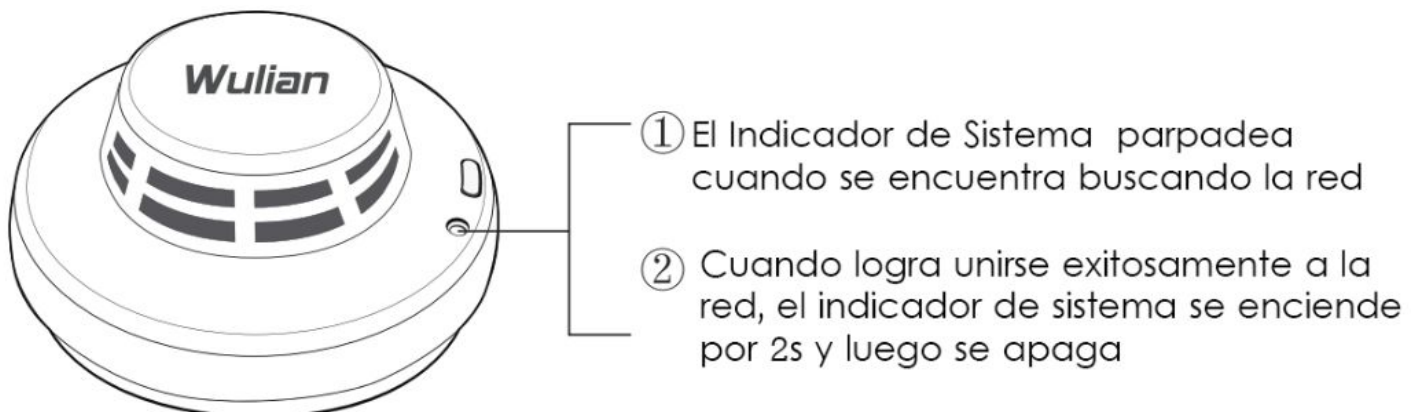 Wulian
① El Indicador de Sistema parpadea
cuando se encuentra buscando la red
② Cuando logra unirse exitosamente a la
red, el indicador de sistema se enciende
por 2s y luego se apaga